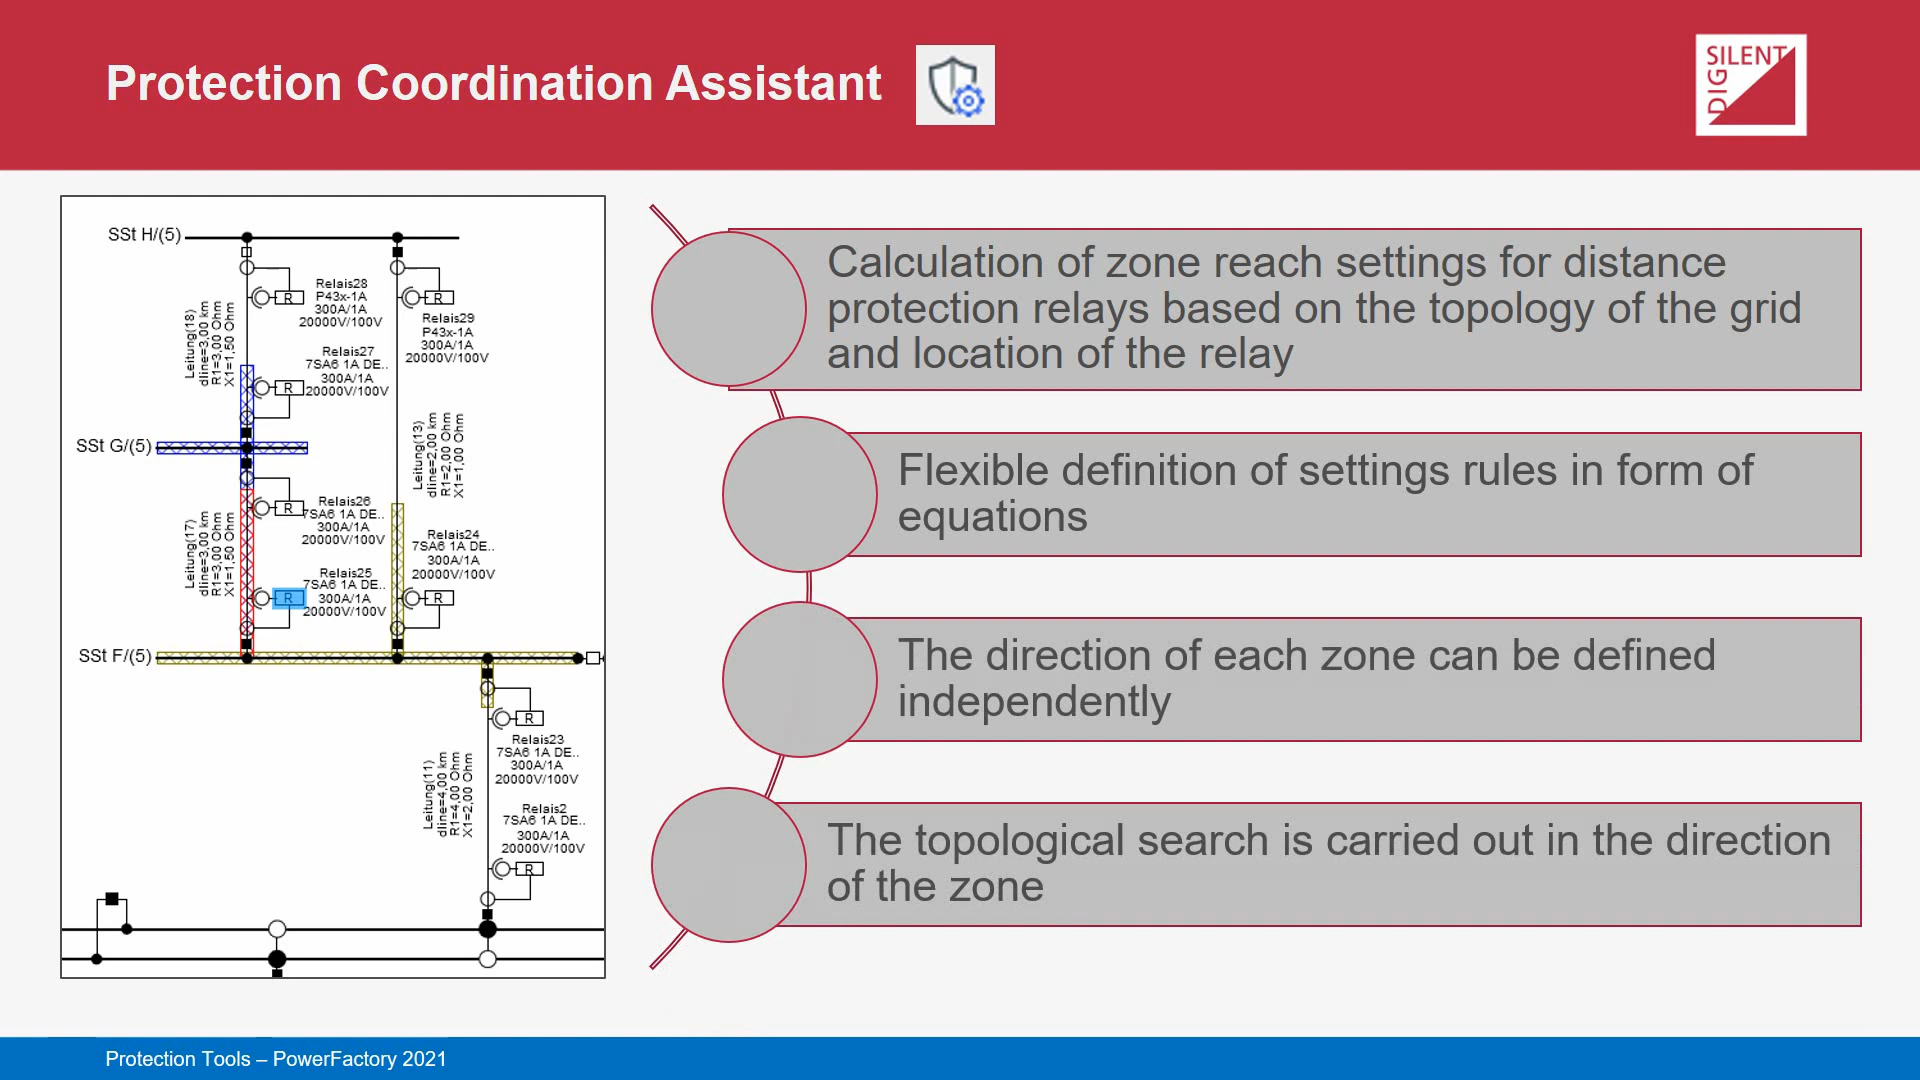 Protection Coordination Assistant
SILENT
DIG
SSt H/(5)
Relais28
P43x-1A
300A/1A
20000V/100V
Relais29
P43x-1A
300A/1A
20000V/100V
Leitung(18)
dline=3,00 km
R1=3,00 Ohm
X1=1,50 Ohm
Relais27
7SA6 1A DE..
300A/1A
20000V/100V
R
R
R
SSt G/(5)
Leitung(13)
dline=2,00 km
R1=2,00 Ohm
X1=1,00 Ohm
Relais26
7SA6 1A DE..
300A/1A
20000V/100V
R
Leitung(17)
dline=3,00 km
R1=3,00 Ohm
X1=1,50 Ohm
Relais24
7SA6 1A DE..
300A/1A
20000V/100V
R
Relais25
7SA6 1A DE..
300A/1A
20000V/100V
R
SSt F/(5)
R
Relais23
7SA6 1A DE..
300A/1A
20000V/100V
Leitung(11)
dline=4,00 km
R1=4,00 Ohm
X1=2,00 Ohm
Relais2
7SA6 1A DE..
300A/1A
20000V/100V
R
Calculation of zone reach settings for distance
protection relays based on the topology of the grid
and location of the relay
Flexible definition of settings rules in form of
equations
The direction of each zone can be defined
independently
The topological search is carried out in the direction
of the zone
Protection Tools – PowerFactory 2021